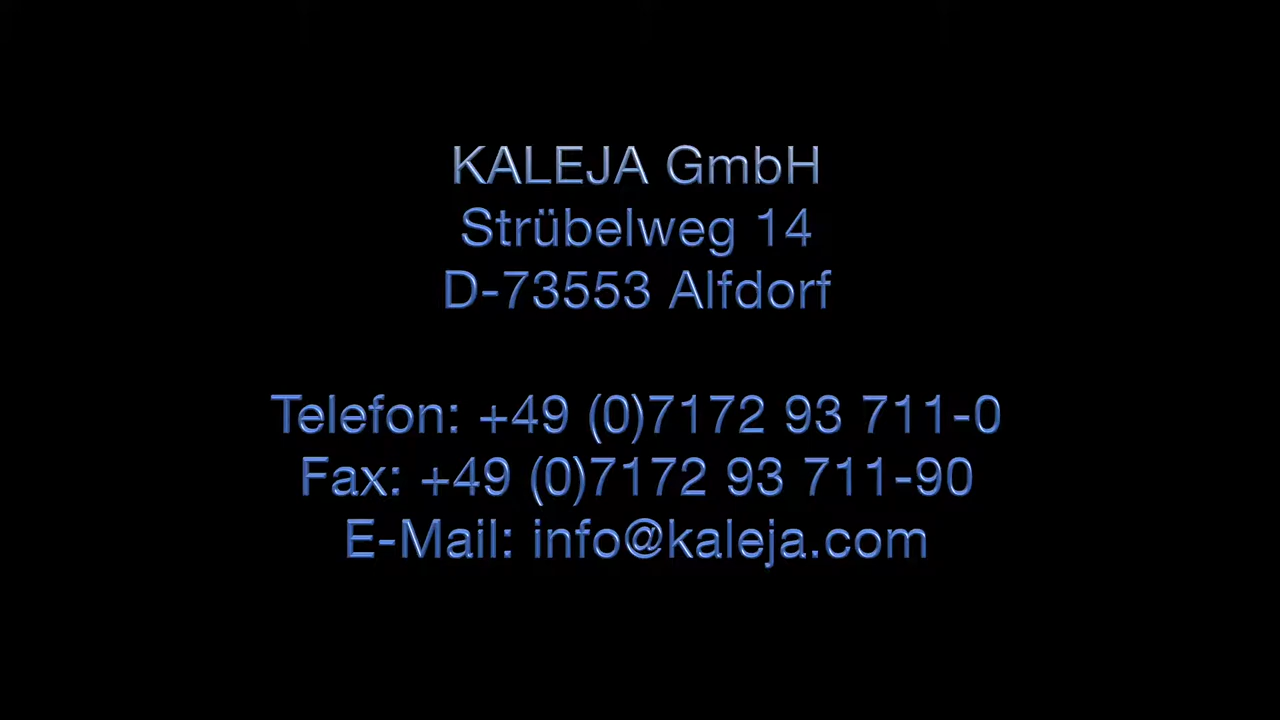 KALEJA GmbH
Strübelweg 14
D-73553 Alfdorf
Telefon: +49 (0)7172 93 711-0
Fax: +49 (0)7172 93 711-90
E-Mail: info@kaleja.com